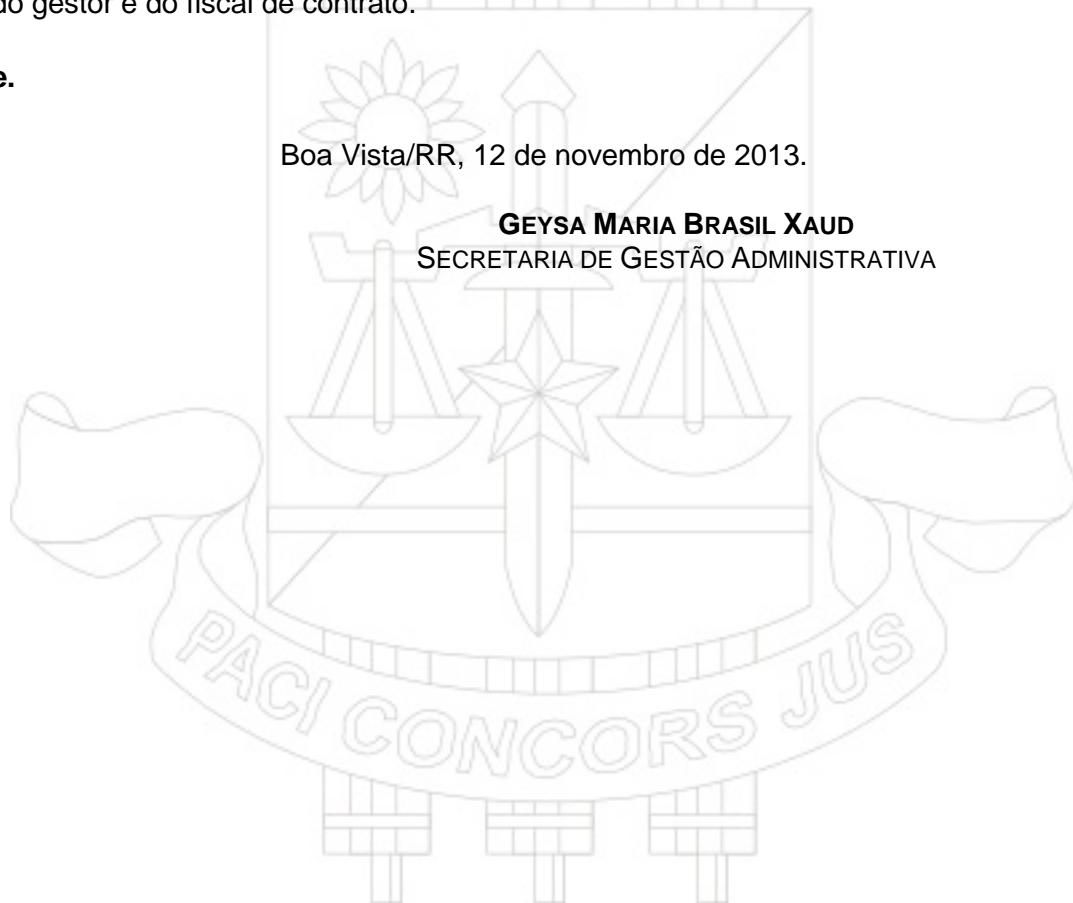 do gestor e do fiscal de contrato.
e.
Boa Vista/RR, 12 de novembro de 2013.
GEYSA MARIA BRASIL XAUD
SECRETARIA DE GESTÃO ADMINISTRATIVA
PACI CONCORS JUS